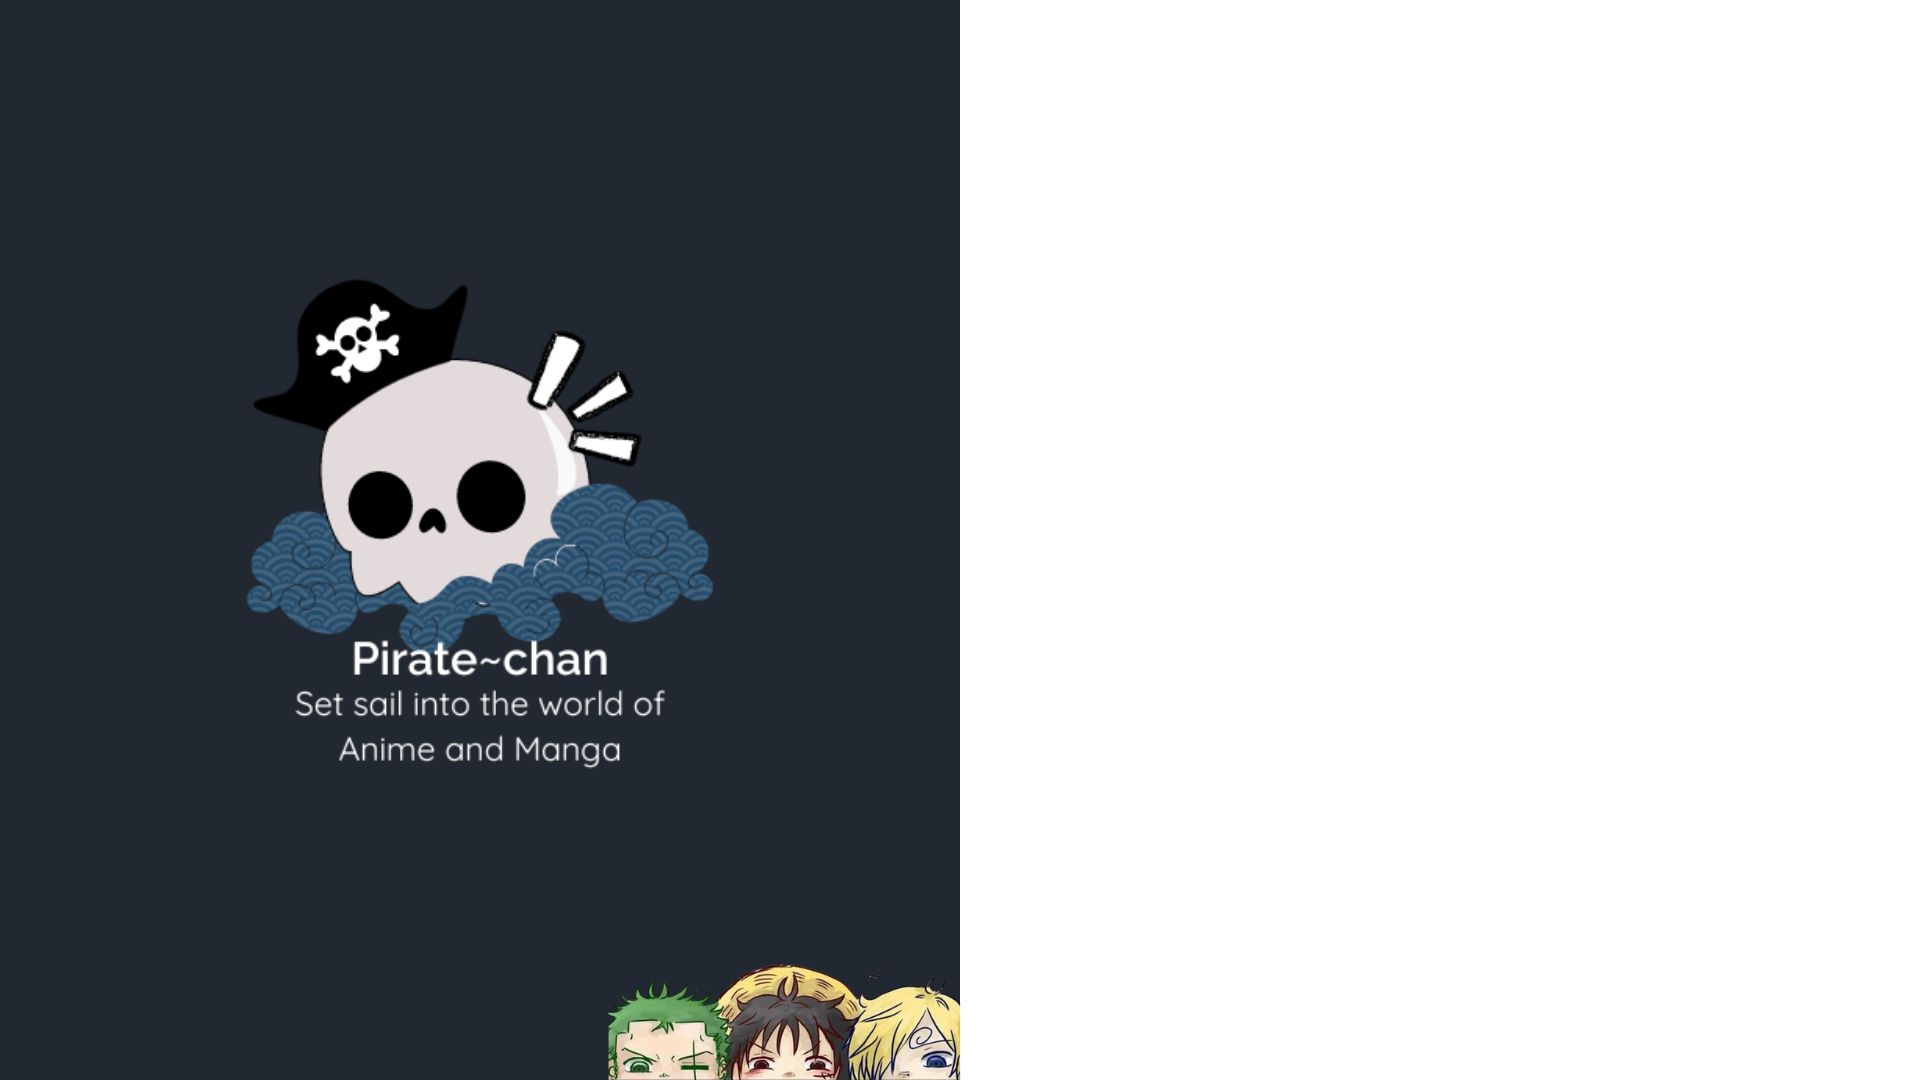 Pirate~chan
Set sail into the world of
Anime and Manga